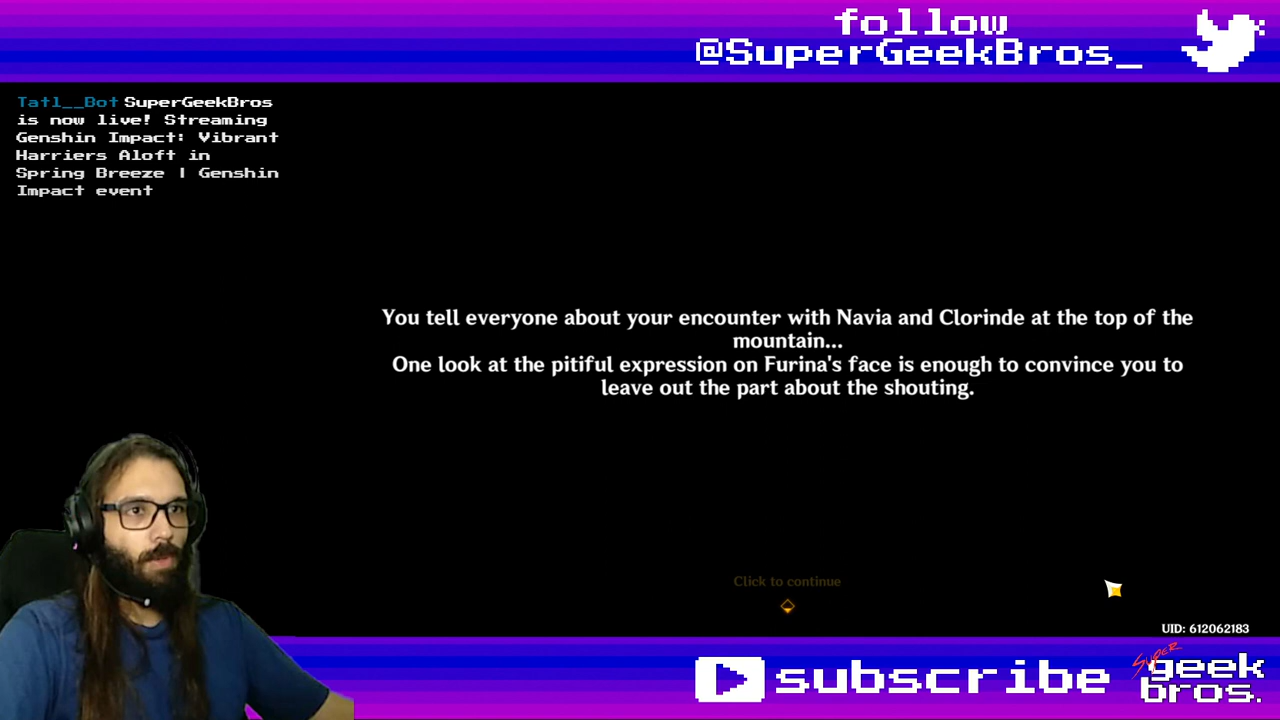 follow
@SuperGeekBros_
Tatl__Bot SuperGeekBros
is now live! Streaming
Genshin Impact: Vibrant
Harriers Aloft in
Spring Breeze | Genshin
Impact event
You tell everyone about your encounter with Navia and Clorinde at the top of the
mountain...
One look at the pitiful expression on Furina's face is enough to convince you to
leave out the part about the shouting.
Click to continue
UID: 612062183
subscribe
Super
geek
bros.